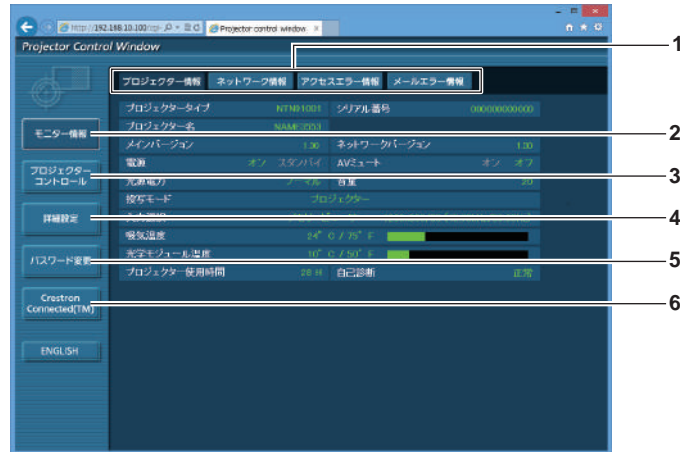 http://192.168.10.100/cgi-
Projector control window
Projector Control Window
1
プロジェクター情報 ネットワーク情報 アクセスエラー情報 メールエラー情報
プロジェクタータイプ NTN91001 シリアル番号 000000000000
プロジェクター名 NAME3353
モニター情報
2
メインバージョン 1.00 ネットワークバージョン 1.00
電源 オン スタンバイ AVミュート オン オフ
プロジェクター
コントロール
3
光源電力 ノーマル 音量 20
投写モード プロジェクター
詳細設定
4
吸気温度 24° C / 75° F
光学モジュール温度 10° C / 50° F
パスワード変更
5
プロジェクター使用時間 28 H 自己診断 正常
Crestron
Connected(TM)
6
ENGLISH